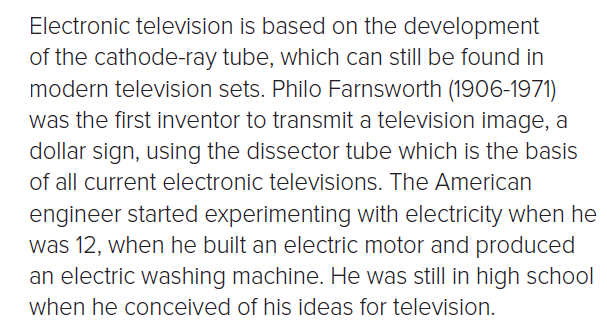 Electronic television is based on the development
of the cathode-ray tube, which can still be found in
modern television sets. Philo Farnsworth (1906-1971)
was the first inventor to transmit a television image, a
dollar sign, using the dissector tube which is the basis
of all current electronic televisions. The American
engineer started experimenting with electricity when he
was 12, when he built an electric motor and produced
an electric washing machine. He was still in high school
when he conceived of his ideas for television.